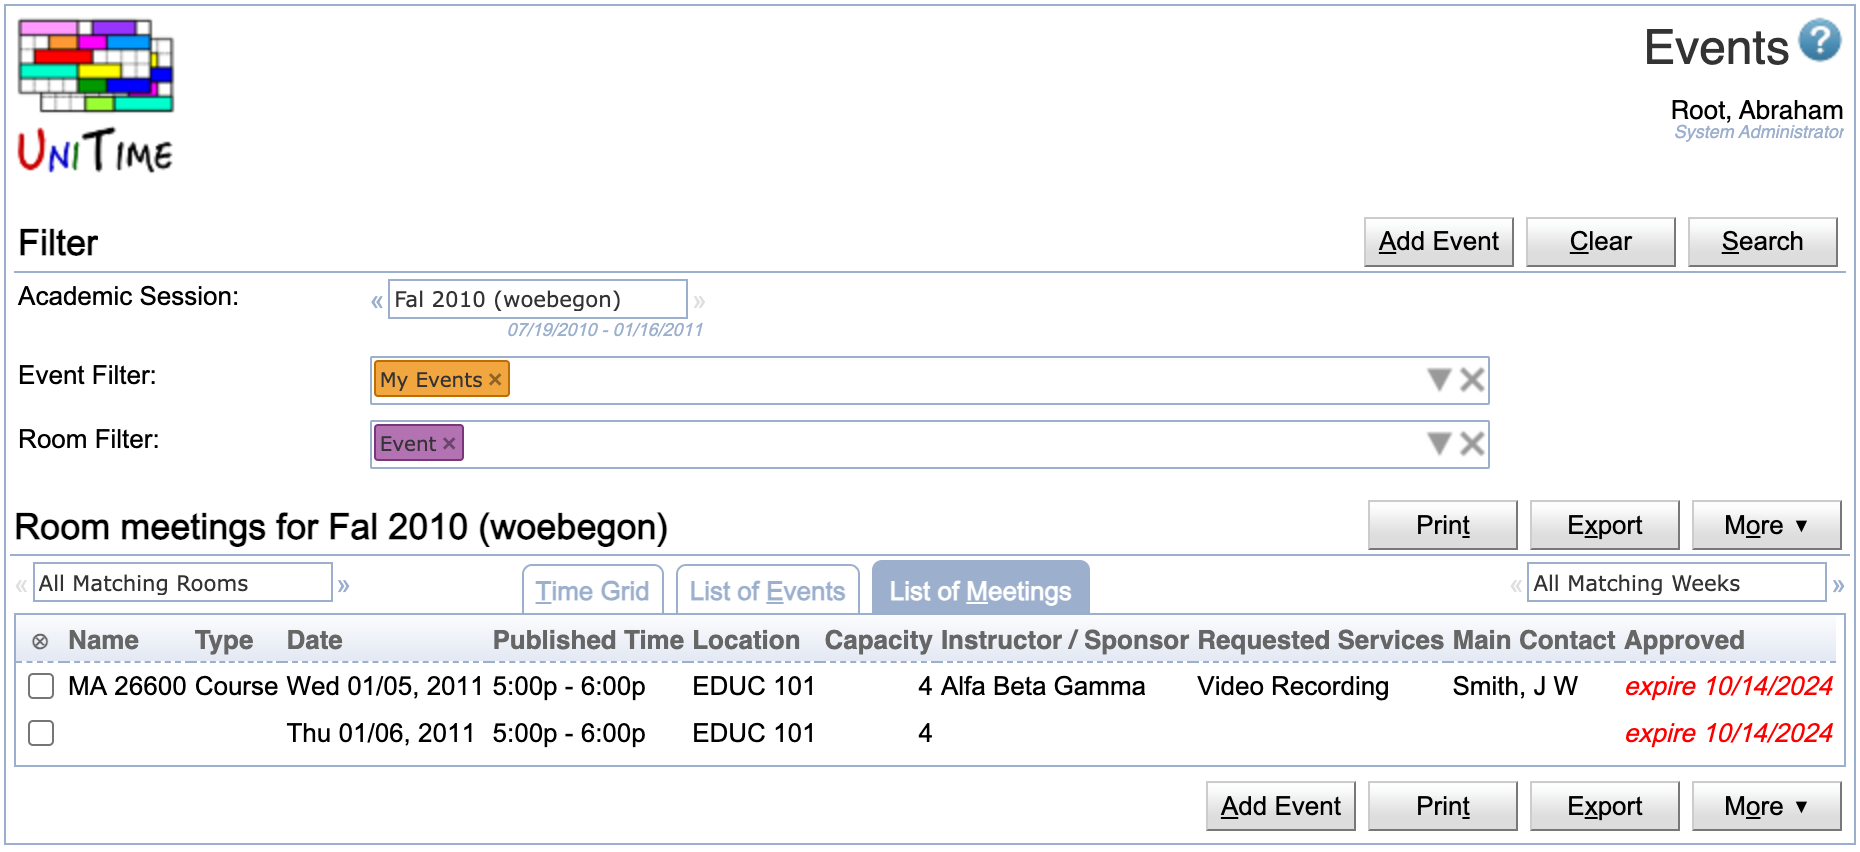 UNITIME
Events ?
Root, Abraham
System Administrator
Filter
Add Event Clear Search
Academic Session: « Fal 2010 (woebegon) »
07/19/2010 - 01/16/2011
Event Filter: My Events ×
Room Filter: Event ×
Room meetings for Fal 2010 (woebegon) Print Export More ▼
« All Matching Rooms » Time Grid List of Events List of Meetings « All Matching Weeks »
⊗ Name Type Date Published Time Location Capacity Instructor / Sponsor Requested Services Main Contact Approved
MA 26600 Course Wed 01/05, 2011 5:00p - 6:00p EDUC 101 4 Alfa Beta Gamma Video Recording Smith, J W expire 10/14/2024
Thu 01/06, 2011 5:00p - 6:00p EDUC 101 4 expire 10/14/2024
Add Event Print Export More ▼